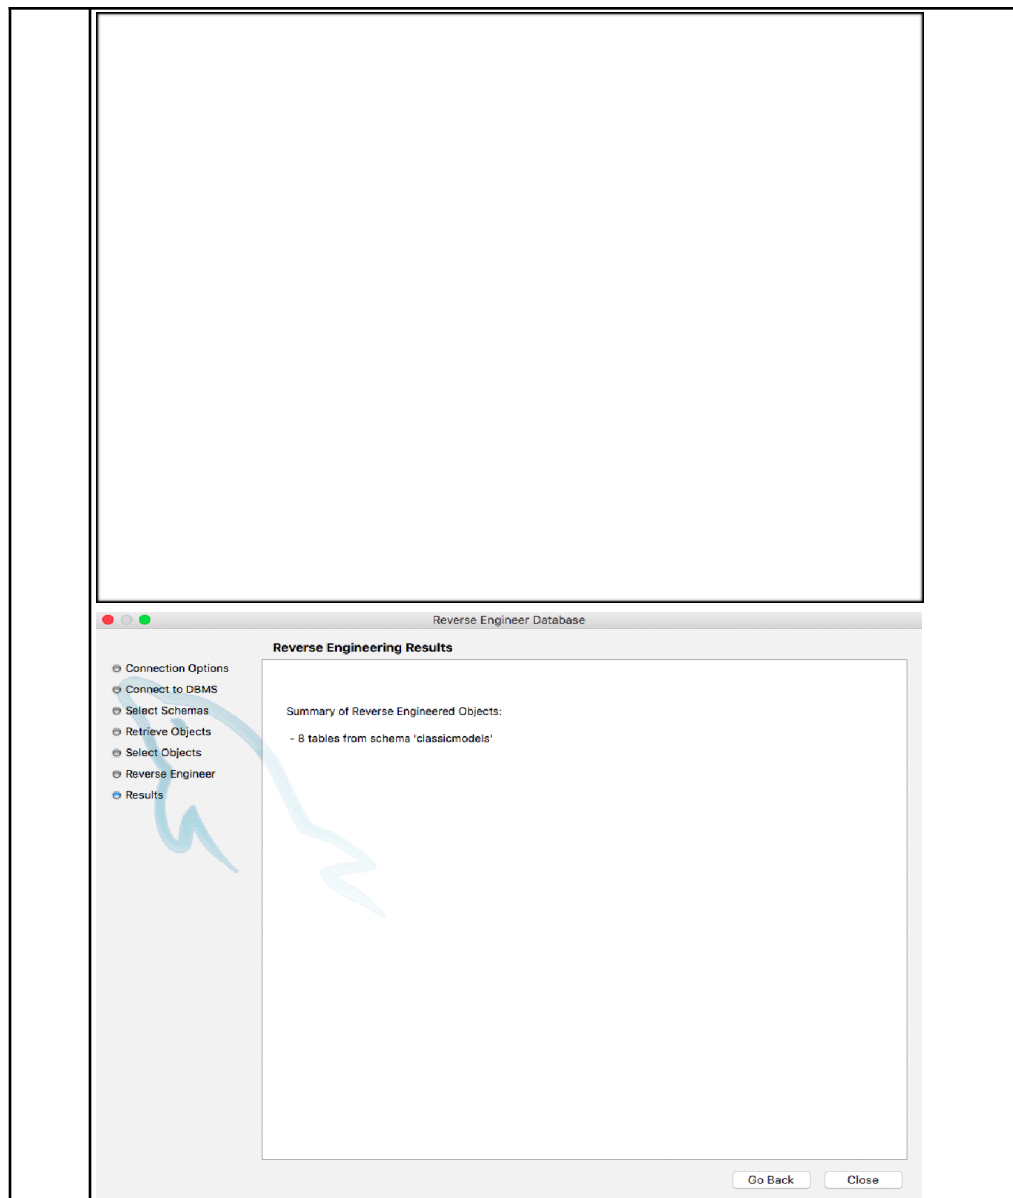 Reverse Engineer Database
Reverse Engineering Results
Connection Options
Connect to DBMS
Select Schemas
Retrieve Objects
Select Objects
Reverse Engineer
Results
Summary of Reverse Engineered Objects:
- 8 tables from schema 'classicmodels'
Go Back
Close